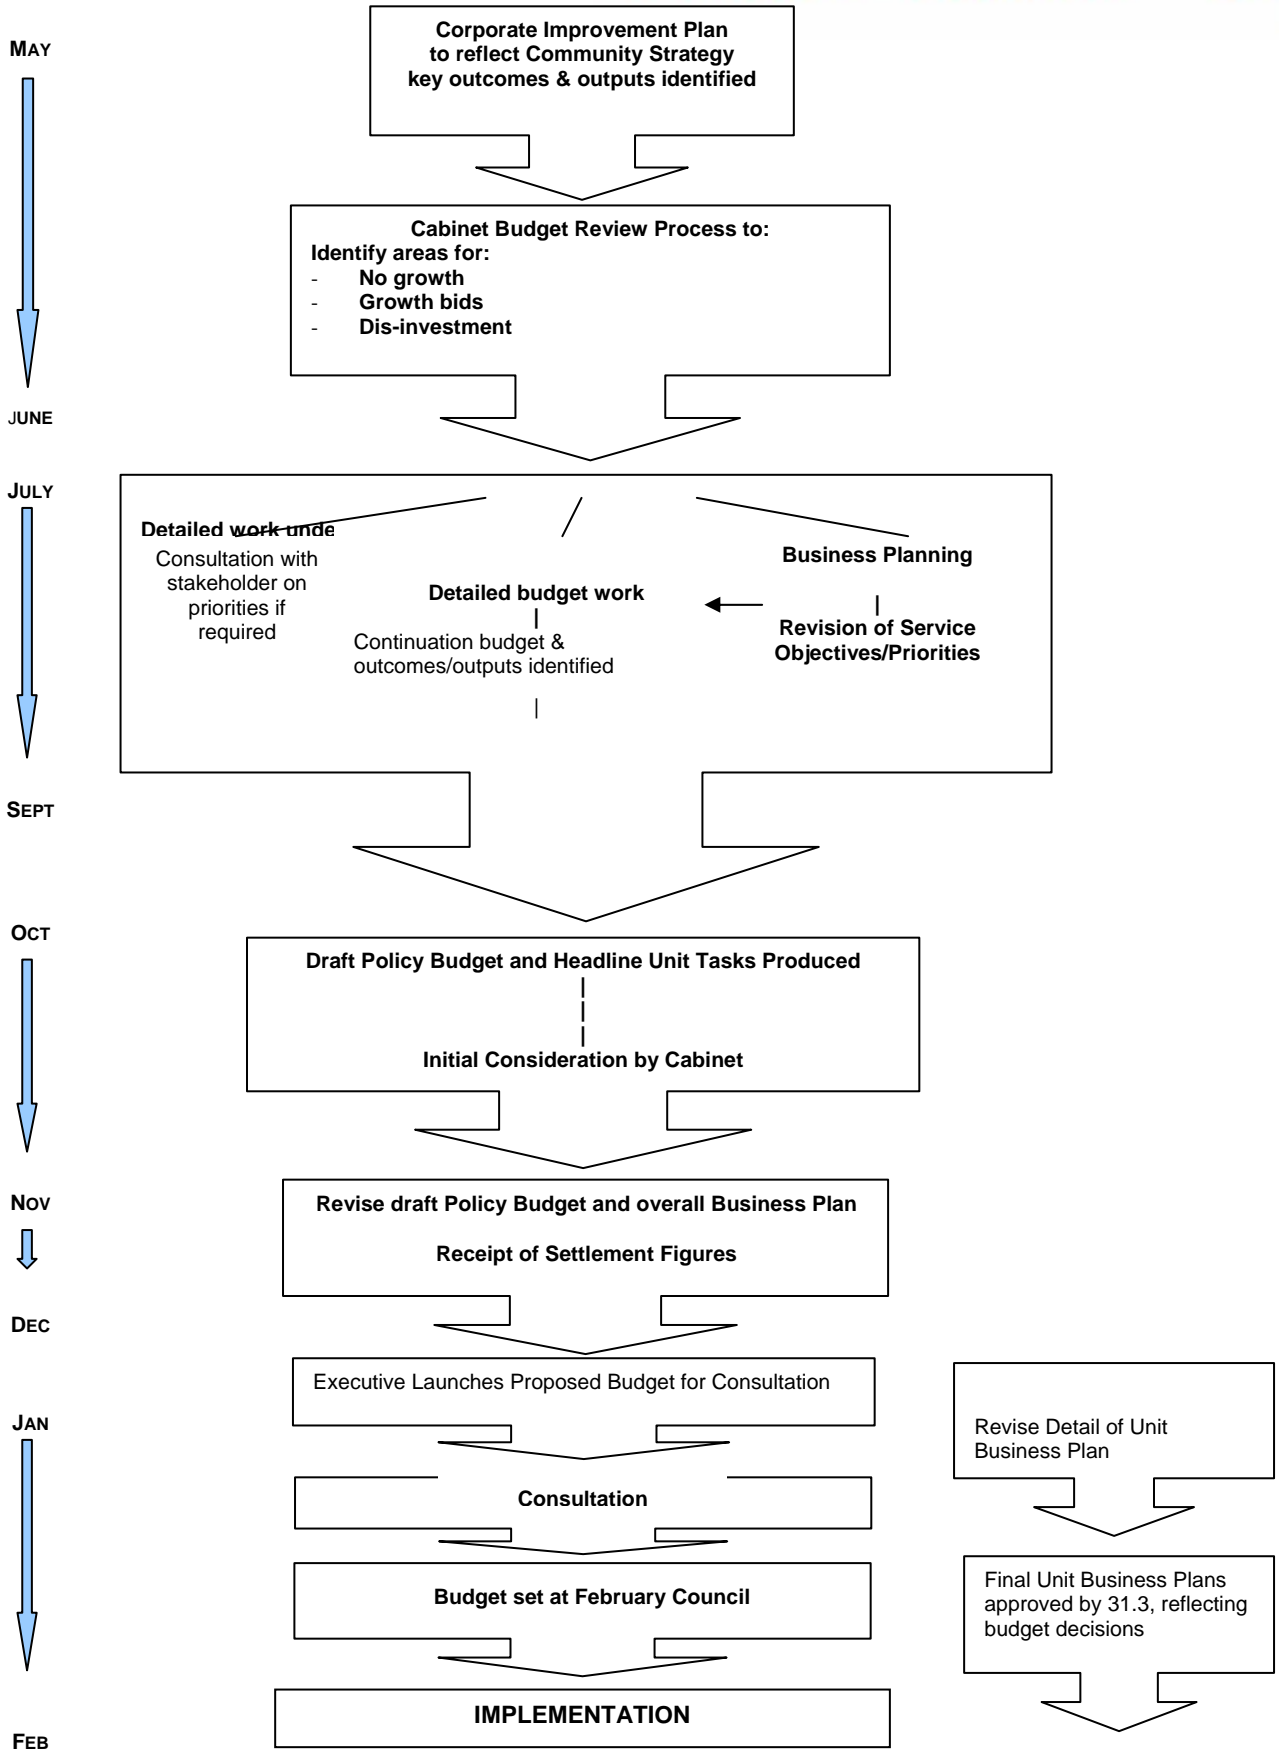 MAY
Corporate Improvement Plan
to reflect Community Strategy
key outcomes & outputs identified
Cabinet Budget Review Process to:
Identify areas for:
- No growth
- Growth bids
- Dis-investment
JUNE
JULY
Detailed work unde
Consultation with
stakeholder on
priorities if
required
Detailed budget work
Continuation budget &
outcomes/outputs identified
Business Planning
Revision of Service
Objectives/Priorities
SEPT
OCT
Draft Policy Budget and Headline Unit Tasks Produced
Initial Consideration by Cabinet
NOV
Revise draft Policy Budget and overall Business Plan
Receipt of Settlement Figures
DEC
Executive Launches Proposed Budget for Consultation
JAN
Revise Detail of Unit
Business Plan
Consultation
Budget set at February Council
Final Unit Business Plans
approved by 31.3, reflecting
budget decisions
IMPLEMENTATION
FEB